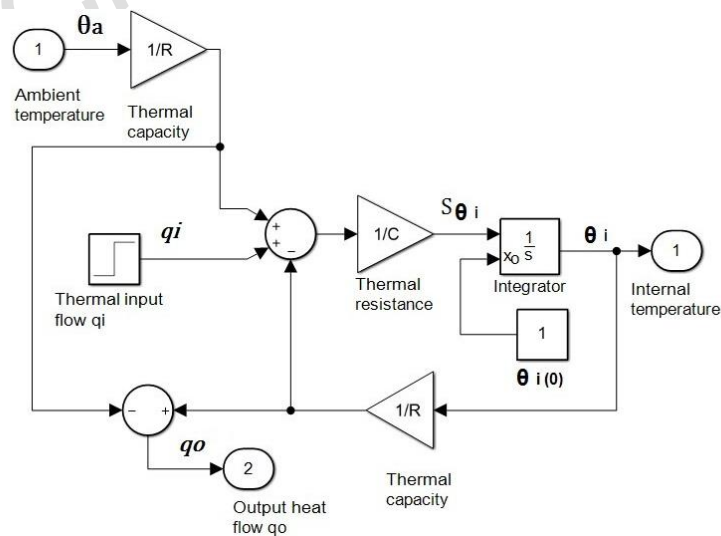 θa
1
1/R
Ambient
temperature
Thermal
capacity
qi
Thermal input
flow qi
+
+
−
1/C
Thermal
resistance
Sθ i
x₀
1
s
Integrator
θ i
1
Internal
temperature
1
θ i (0)
−
+
qo
2
Output heat
flow qo
1/R
Thermal
capacity